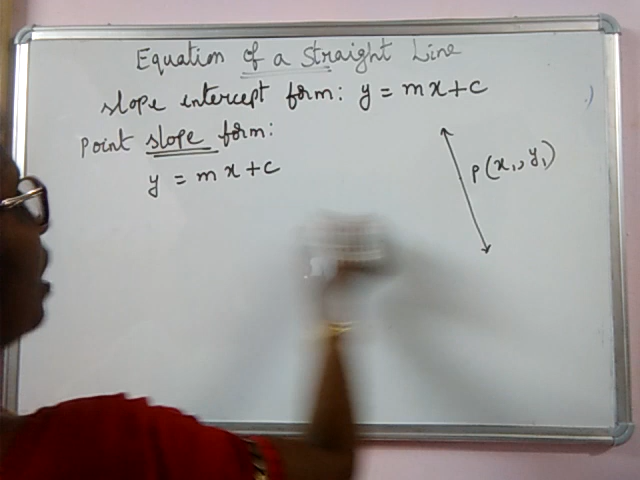 Equation of a Straight Line
slope intercept form: y = mx+c
point slope form:
y = mx+c
P(x₁, y₁)